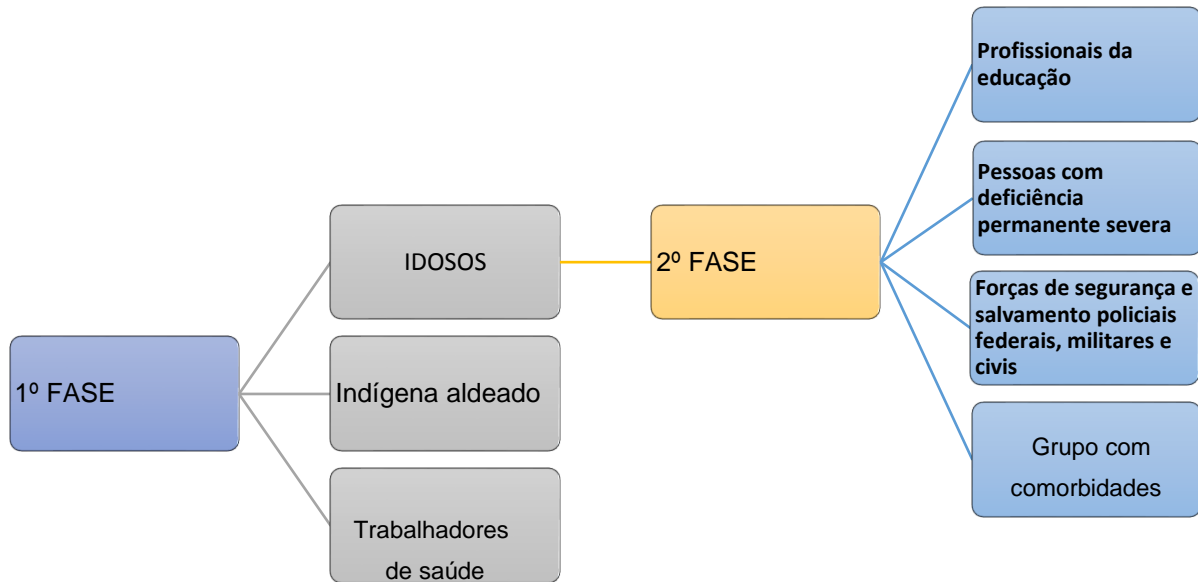 1º FASE
IDOSOS
Indígena aldeado
Trabalhadores
de saúde
2º FASE
Profissionais da
educação
Pessoas com
deficiência
permanente severa
Forças de segurança e
salvamento policiais
federais, militares e
civis
Grupo com
comorbidades